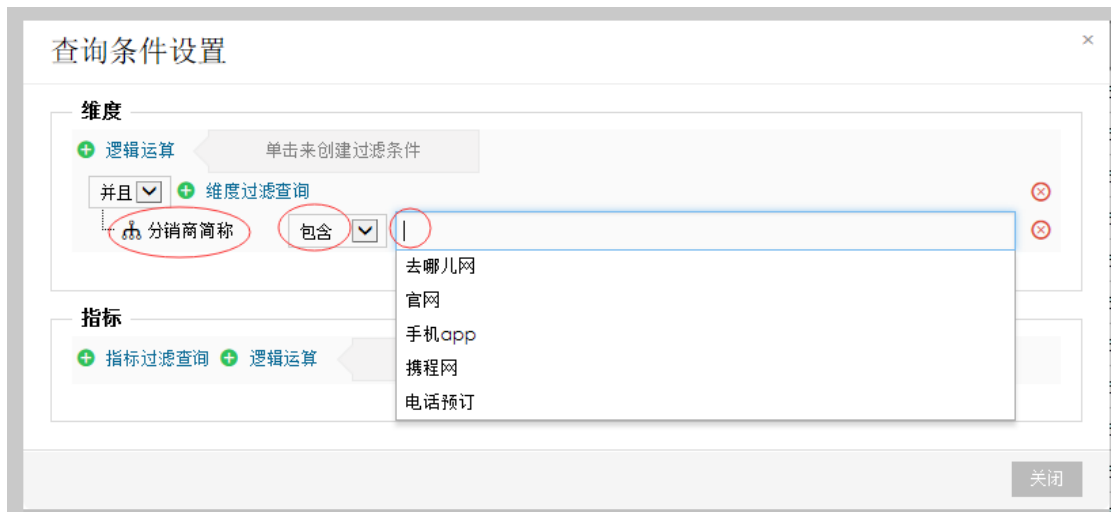 查询条件设置
×
维度
逻辑运算 单击来创建过滤条件
并且 维度过滤查询
分销商简称 包含
去哪儿网
官网
手机app
携程网
电话预订
指标
指标过滤查询 逻辑运算
关闭